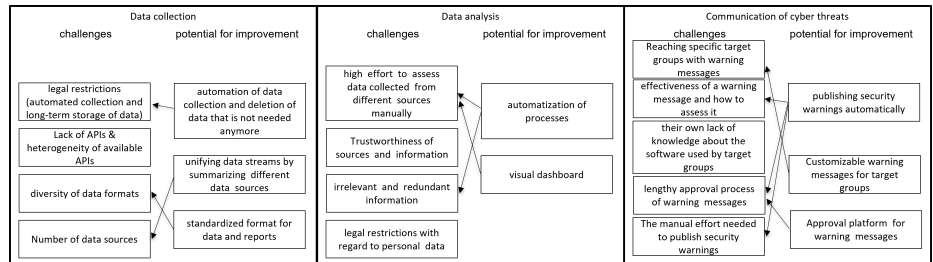 Data collection
challenges
potential for improvement
legal restrictions
(automated collection and
long-term storage of data)
Lack of APIs &
heterogeneity of available
APIs
diversity of data formats
Number of data sources
automation of data
collection and deletion of
data that is not needed
anymore
unifying data streams by
summarizing different
data sources
standardized format for
data and reports
Data analysis
challenges
potential for improvement
high effort to assess
data collected from
different sources
manually
Trustworthiness of
sources and information
irrelevant and redundant
information
legal restrictions with
regard to personal data
automatization of
processes
visual dashboard
Communication of cyber threats
challenges
potential for improvement
Reaching specific target
groups with warning
messages
effectiveness of a warning
message and how to
assess it
their own lack of
knowledge about the
software used by target
groups
lengthy approval process
of warning messages
The manual effort needed
to publish security
warnings
publishing security
warnings automatically
Customizable warning
messages for target
groups
Approval platform for
warning messages